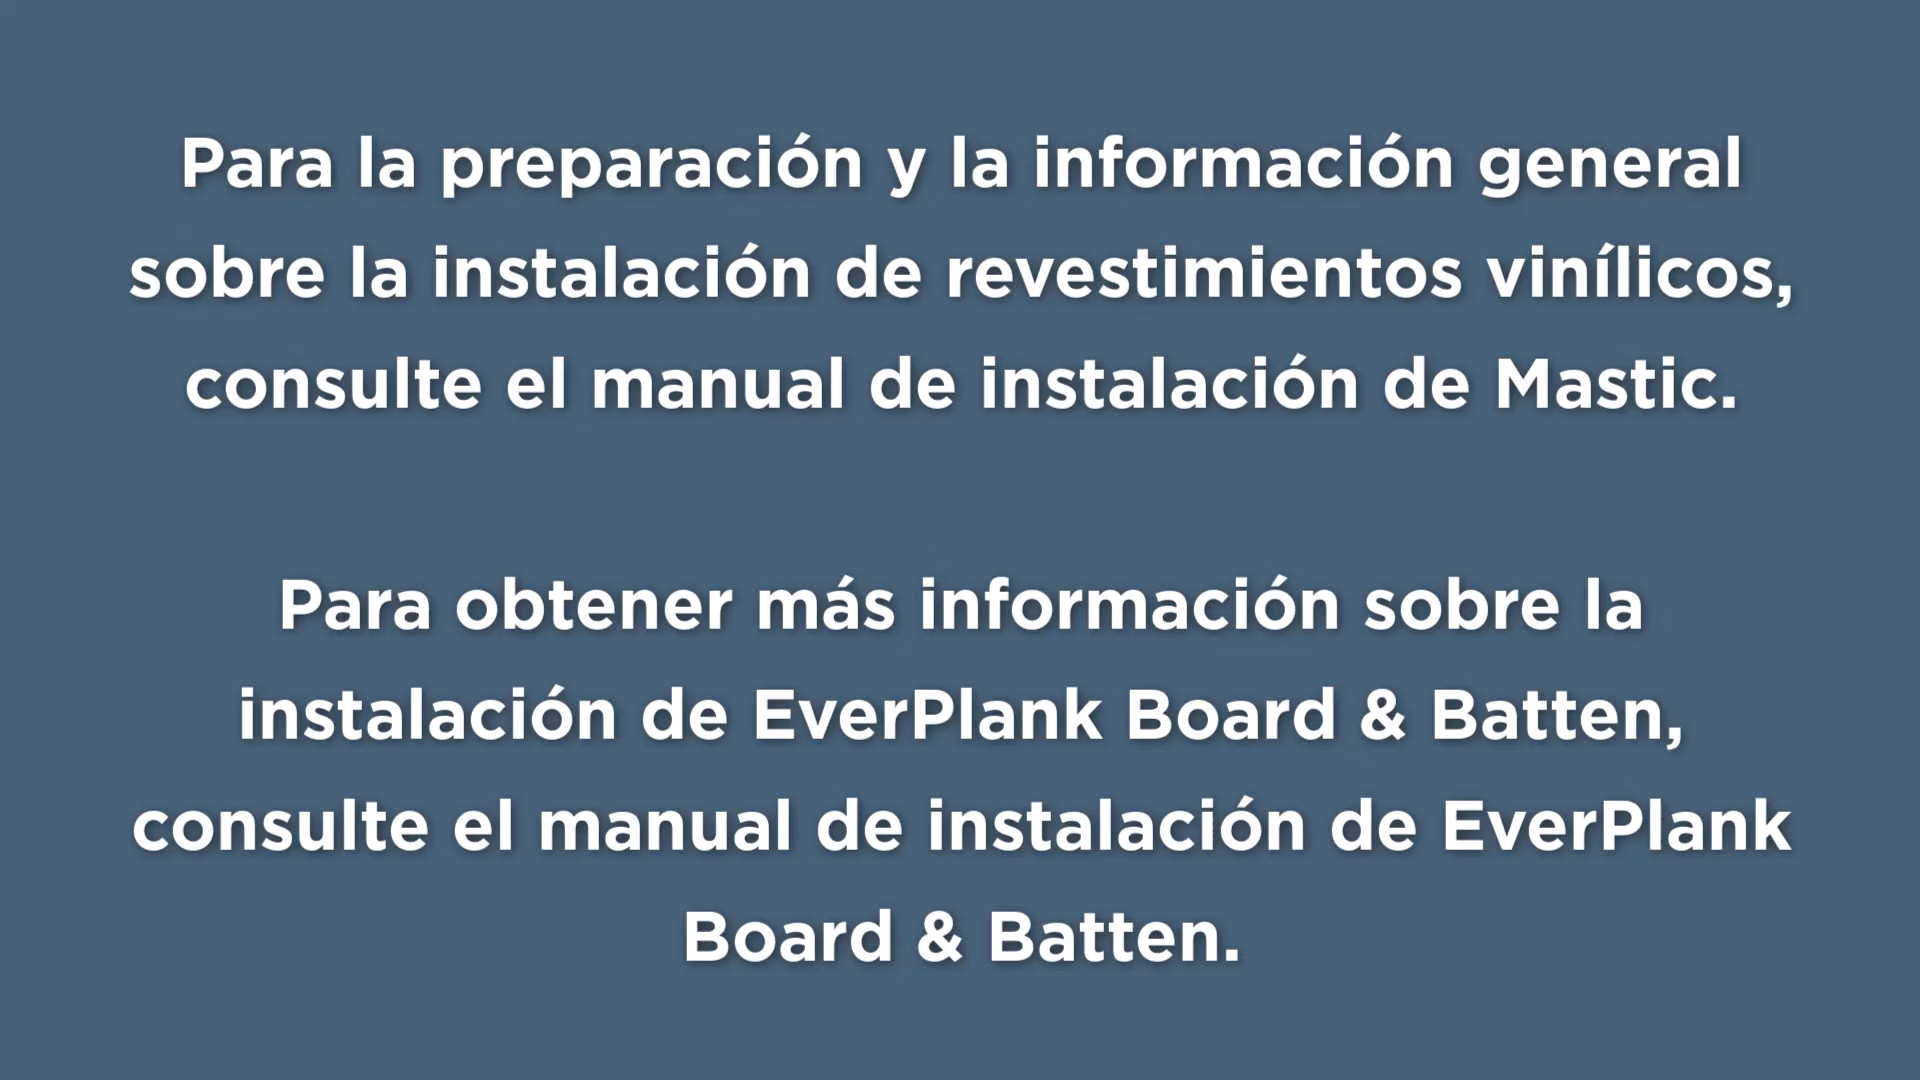 Para la preparación y la información general
sobre la instalación de revestimientos vinílicos,
consulte el manual de instalación de Mastic.
Para obtener más información sobre la
instalación de EverPlank Board & Batten,
consulte el manual de instalación de EverPlank
Board & Batten.